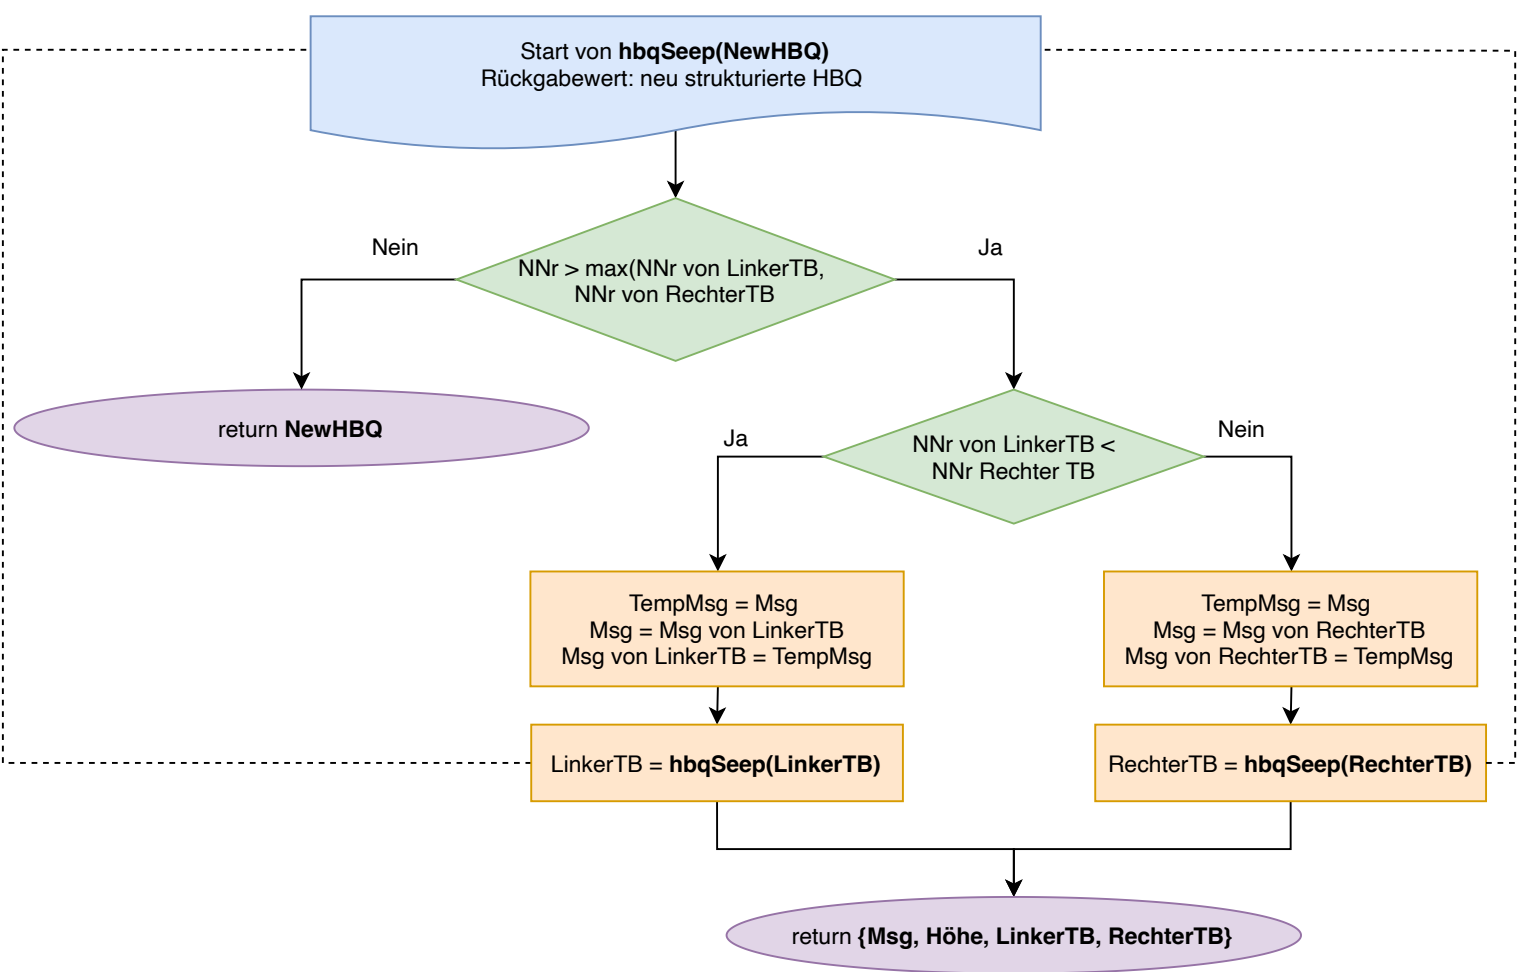 Start von hbqSeep(NewHBQ)
Rückgabewert: neu strukturierte HBQ
Nein
Ja
NNr > max(NNr von LinkerTB,
NNr von RechterTB
return NewHBQ
Ja
Nein
NNr von LinkerTB <
NNr Rechter TB
TempMsg = Msg
Msg = Msg von LinkerTB
Msg von LinkerTB = TempMsg
TempMsg = Msg
Msg = Msg von RechterTB
Msg von RechterTB = TempMsg
LinkerTB = hbqSeep(LinkerTB)
RechterTB = hbqSeep(RechterTB)
return {Msg, Höhe, LinkerTB, RechterTB}